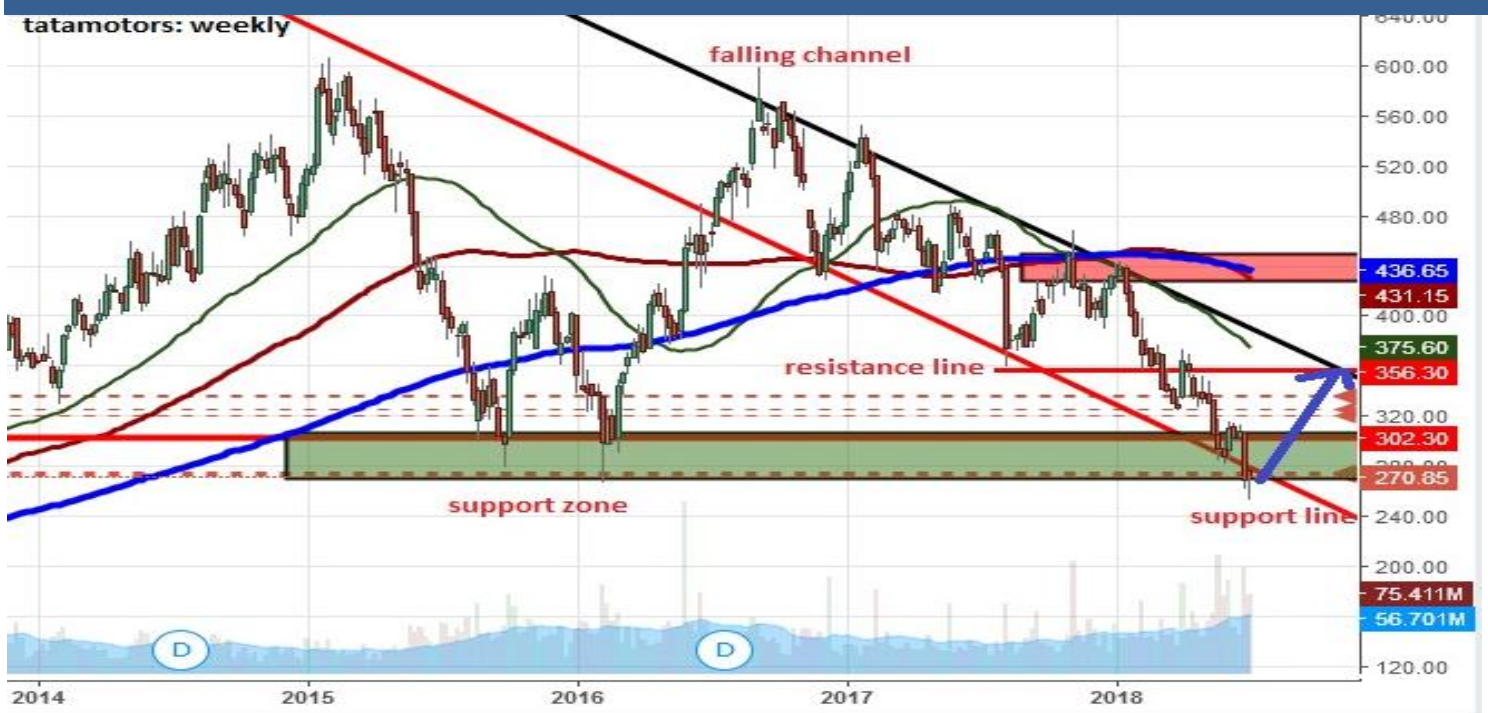 tatamotors: weekly
falling channel
640.00
600.00
560.00
520.00
480.00
436.65
431.15
400.00
375.60
resistance line
356.30
320.00
302.30
280.00
270.85
support zone
support line
240.00
200.00
75.411M
56.701M
D
D
120.00
2014
2015
2016
2017
2018